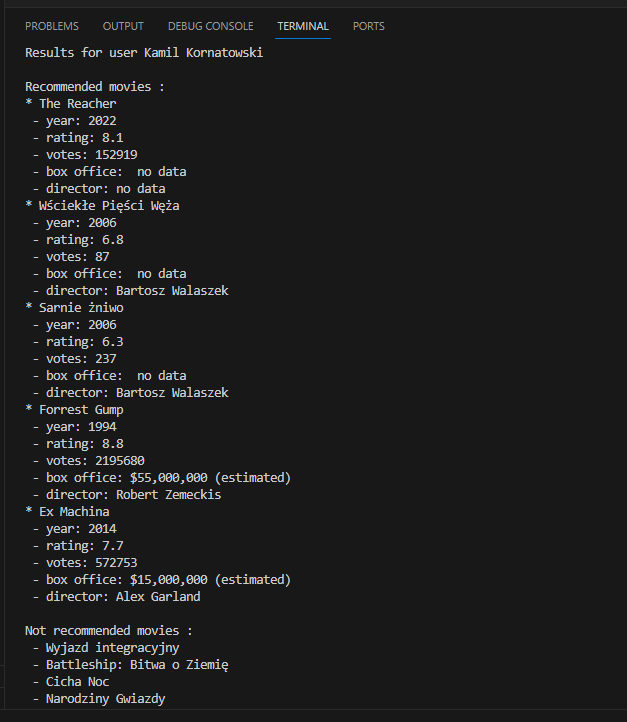 PROBLEMS OUTPUT DEBUG CONSOLE TERMINAL PORTS
Results for user Kamil Kornatowski
Recommended movies :
* The Reacher
- year: 2022
- rating: 8.1
- votes: 152919
- box office:  no data
- director: no data
* Wściekłe Pięści Węża
- year: 2006
- rating: 6.8
- votes: 87
- box office:  no data
- director: Bartosz Walaszek
* Sarnie żniwo
- year: 2006
- rating: 6.3
- votes: 237
- box office:  no data
- director: Bartosz Walaszek
* Forrest Gump
- year: 1994
- rating: 8.8
- votes: 2195680
- box office: $55,000,000 (estimated)
- director: Robert Zemeckis
* Ex Machina
- year: 2014
- rating: 7.7
- votes: 572753
- box office: $15,000,000 (estimated)
- director: Alex Garland
Not recommended movies :
- Wyjazd integracyjny
- Battleship: Bitwa o Ziemię
- Cicha Noc
- Narodziny Gwiazdy